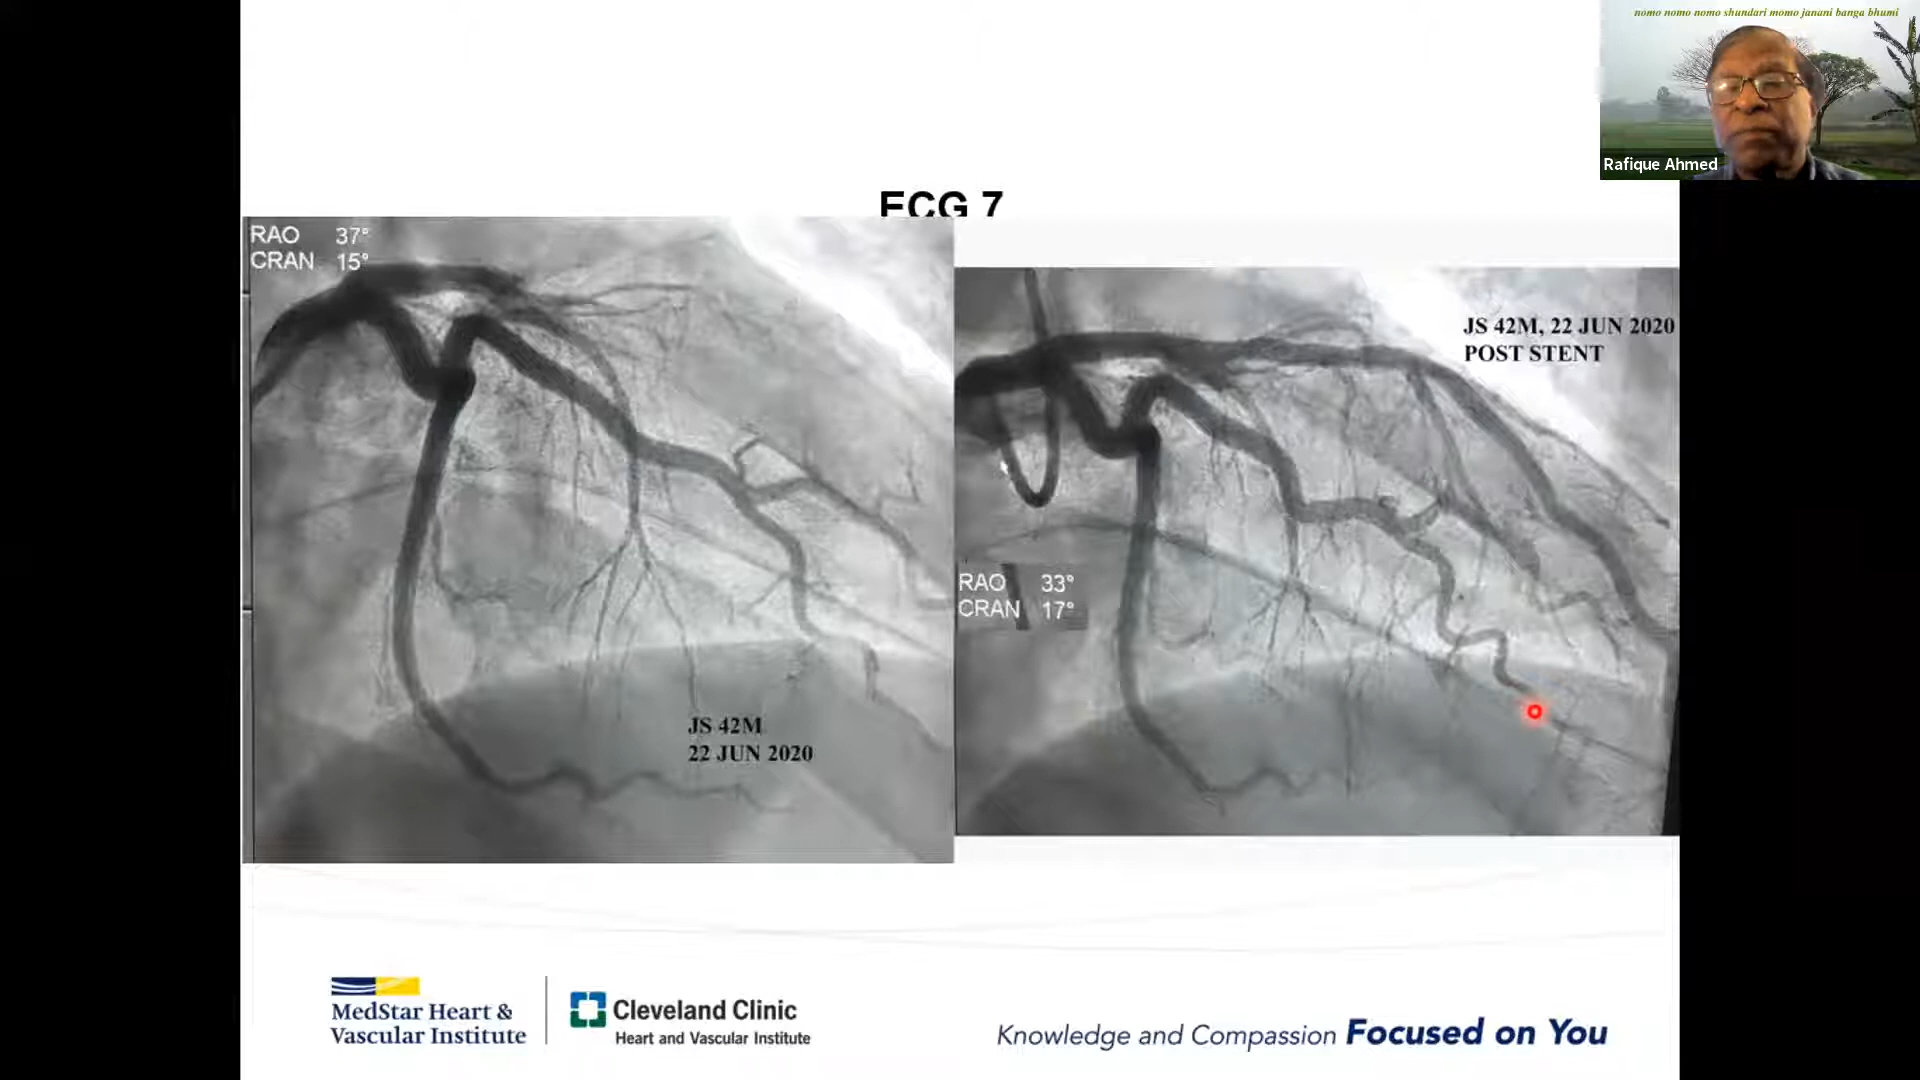 nomo nomo nomo shundari momo janani banga bhumi
Rafique Ahmed
ECG 7
RAO 37°
CRAN 15°
JS 42M
22 JUN 2020
JS 42M, 22 JUN 2020
POST STENT
RAO 33°
CRAN 17°
MedStar Heart &
Vascular Institute
Cleveland Clinic
Heart and Vascular Institute
Knowledge and Compassion Focused on You